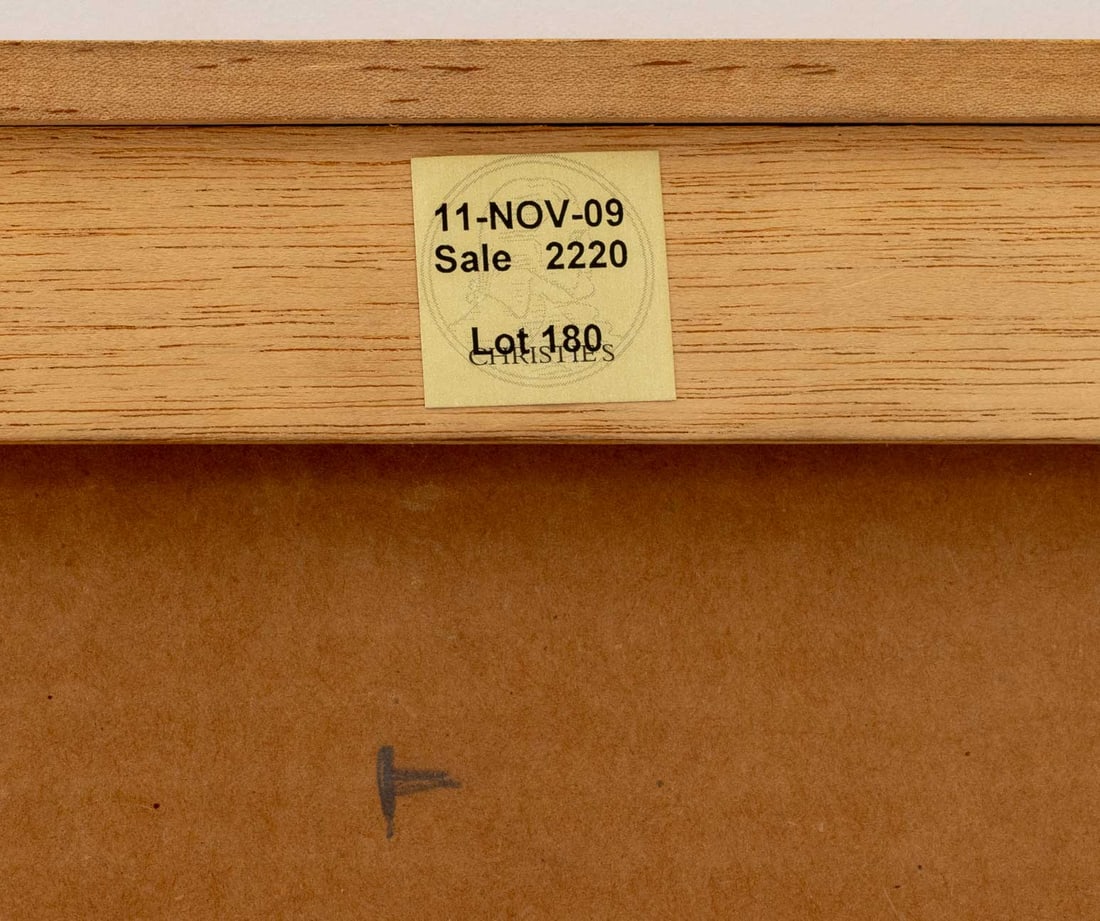 11-NOV-09
Sale 2220
Lot 180
CHRISTIE'S